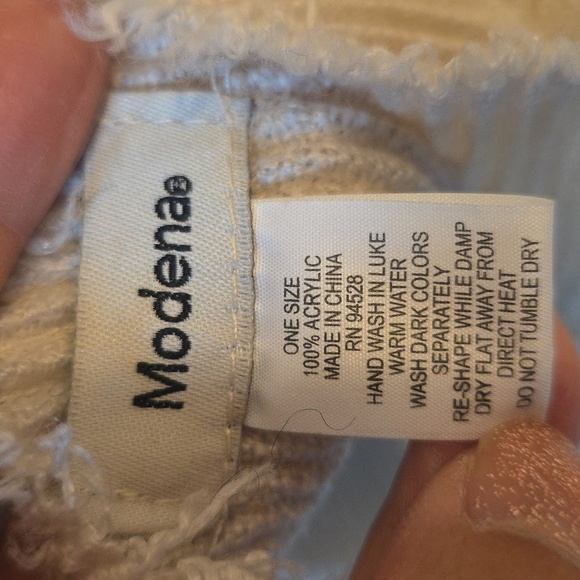 Modena®
ONE SIZE
100% ACRYLIC
MADE IN CHINA
RN 94528
HAND WASH IN LUKE
WARM WATER
WASH DARK COLORS
SEPARATELY
RE-SHAPE WHILE DAMP
DRY FLAT AWAY FROM
DIRECT HEAT
DO NOT TUMBLE DRY